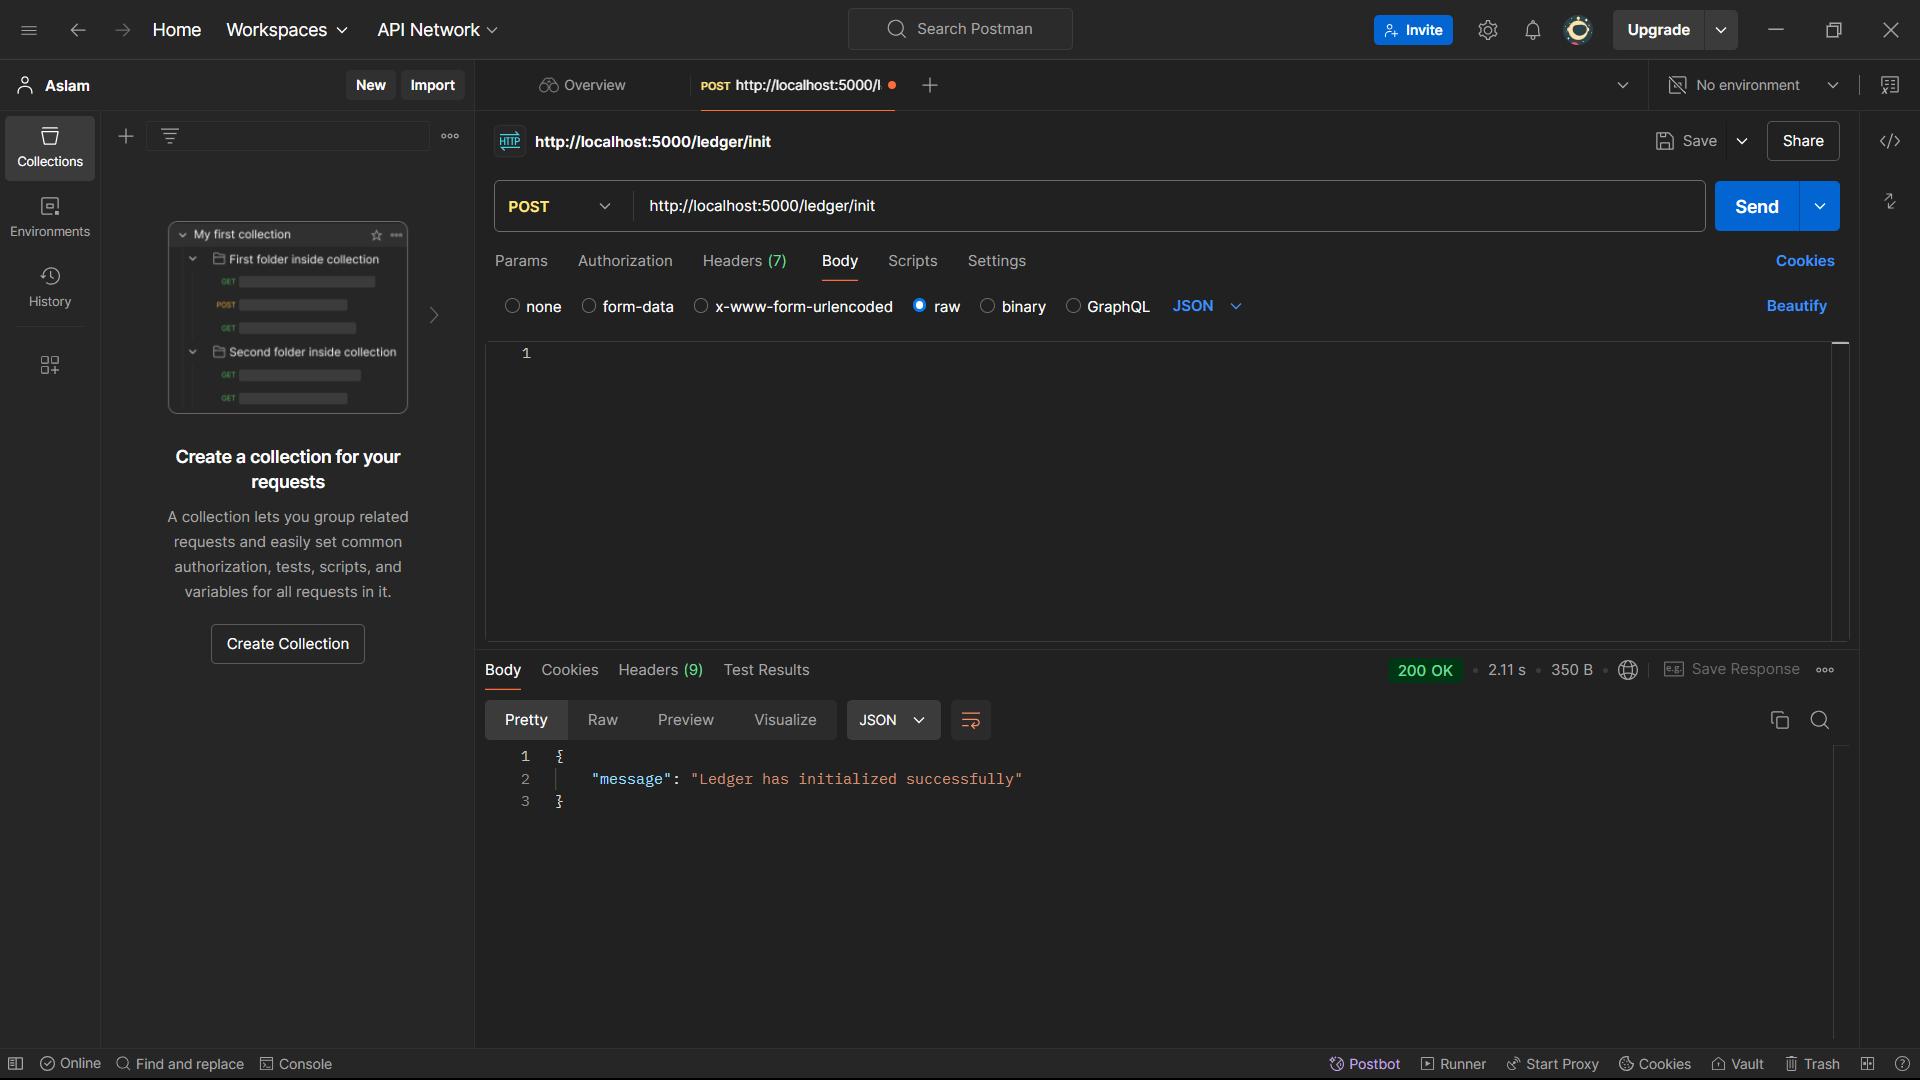 Home Workspaces API Network Search Postman Invite Upgrade
Aslam New Import Overview POST http://localhost:5000/l No environment
Collections
Environments
History
My first collection
First folder inside collection
GET
POST
GET
Second folder inside collection
GET
GET
Create a collection for your
requests
A collection lets you group related
requests and easily set common
authorization, tests, scripts, and
variables for all requests in it.
Create Collection
HTTP http://localhost:5000/ledger/init Save Share
POST http://localhost:5000/ledger/init Send
Params Authorization Headers (7) Body Scripts Settings Cookies
none form-data x-www-form-urlencoded raw binary GraphQL JSON Beautify
1
Body Cookies Headers (9) Test Results 200 OK • 2.11 s • 350 B • e.g. Save Response
Pretty Raw Preview Visualize JSON
1 {
2 "message": "Ledger has initialized successfully"
3 }
Online Find and replace Console Postbot Runner Start Proxy Cookies Vault Trash